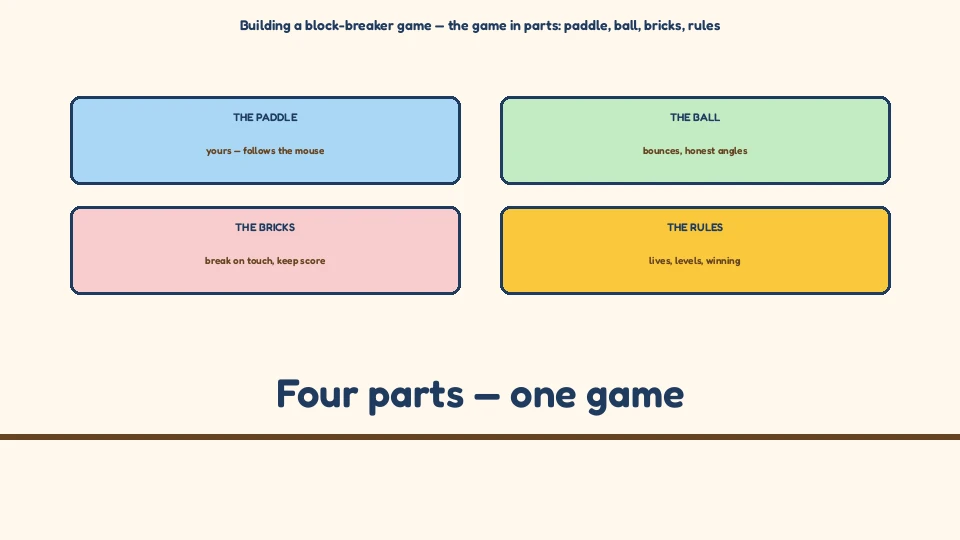 Building a block-breaker game — the game in parts: paddle, ball, bricks, rules
THE PADDLE
yours — follows the mouse
THE BALL
bounces, honest angles
THE BRICKS
break on touch, keep score
THE RULES
lives, levels, winning
Four parts — one game